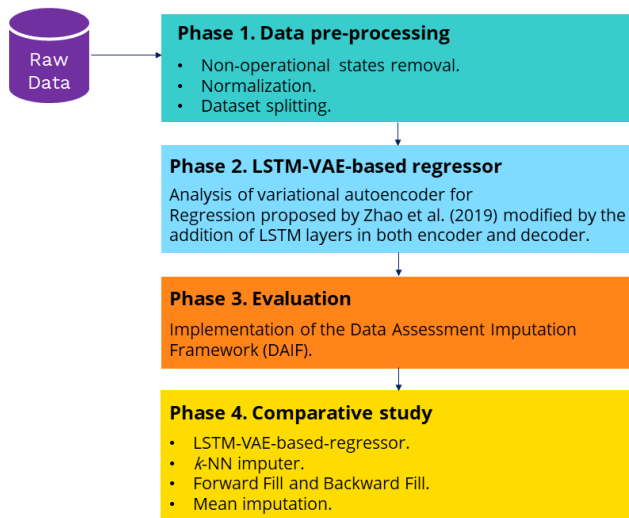 Raw
Data
Phase 1. Data pre-processing
• Non-operational states removal.
• Normalization.
• Dataset splitting.
Phase 2. LSTM-VAE-based regressor
Analysis of variational autoencoder for
Regression proposed by Zhao et al. (2019) modified by the
addition of LSTM layers in both encoder and decoder.
Phase 3. Evaluation
Implementation of the Data Assessment Imputation
Framework (DAIF).
Phase 4. Comparative study
• LSTM-VAE-based-regressor.
• k-NN imputer.
• Forward Fill and Backward Fill.
• Mean imputation.